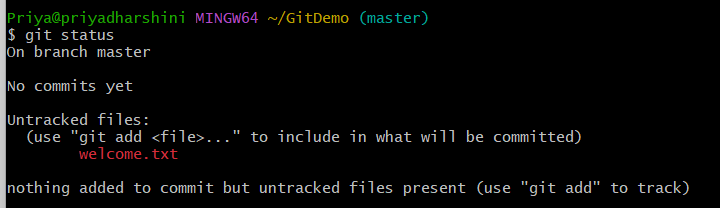 Priya@priyadharshini MINGW64 ~/GitDemo (master)
$ git status
On branch master
No commits yet
Untracked files:
(use "git add <file>..." to include in what will be committed)
welcome.txt
nothing added to commit but untracked files present (use "git add" to track)